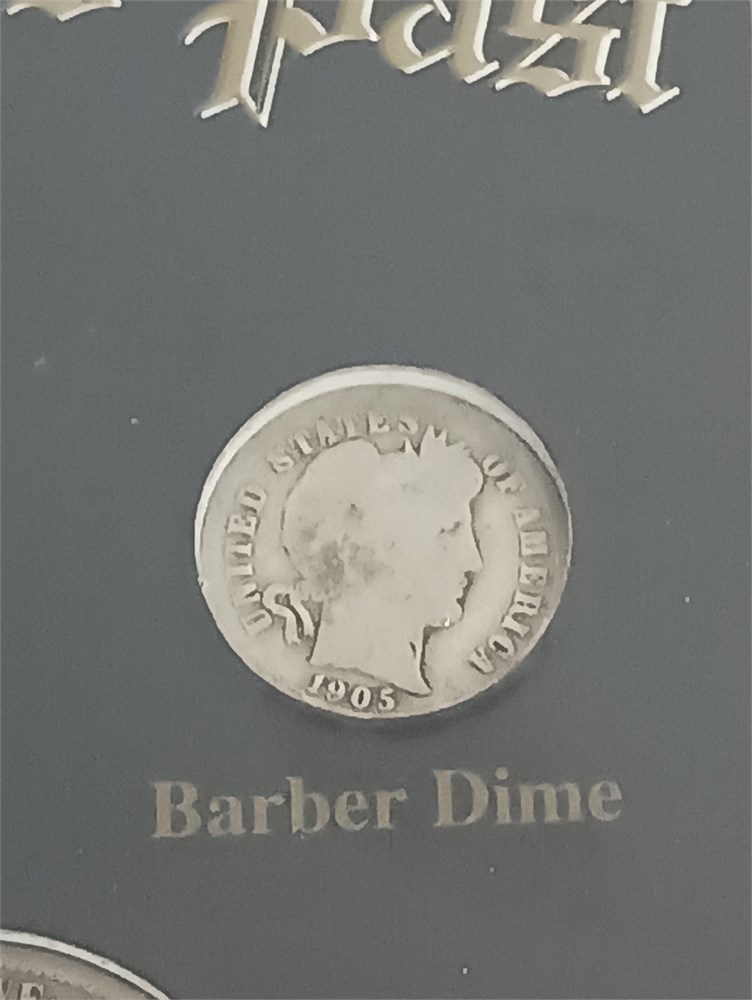 past
UNITED STATES OF AMERICA
1905
Barber Dime